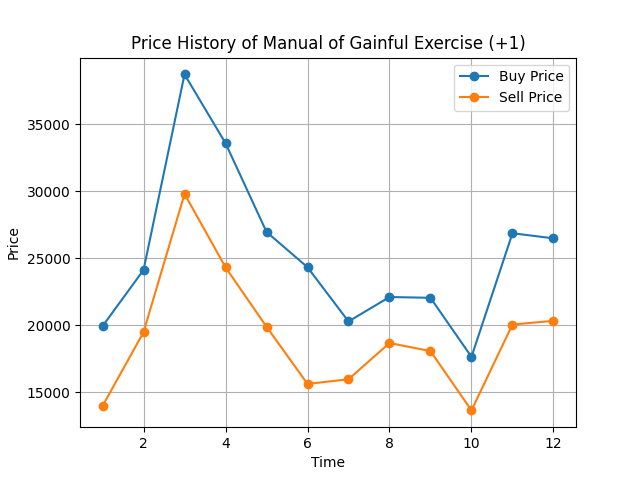 Price History of Manual of Gainful Exercise (+1)
Buy Price
Sell Price
Price
35000
30000
25000
20000
15000
2 4 6 8 10 12
Time